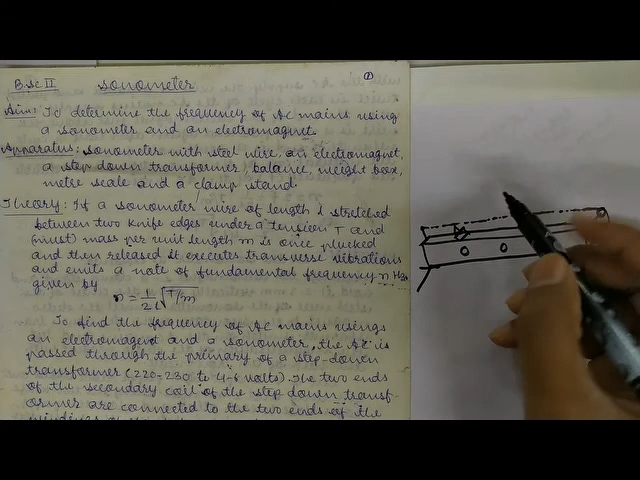 B.Sc II sonometer ①
Aim: To determine the frequency of AC mains using
a sonometer and an electromagnet.
Apparatus: sonometer with steel wire, an electromagnet,
a step down transformer, balance, weight box,
metre scale and a clamp stand.
Theory: If a sonometer wire of length l stretched
between two knife edges under a tension T and
(must) mass per unit length m is once plucked
and then released it executes transverse vibrations
and emits a note of fundamental frequency n Hz
given by
n = 1/2l √T/m
To find the frequency of AC mains usings
an electromagnet and a sonometer, the AC is
passed through the primary of a step-down
transformer (220-230 to 4-6 volts). The two ends
of the secondary coil of the step down transf-
ormer are connected to the two ends of the